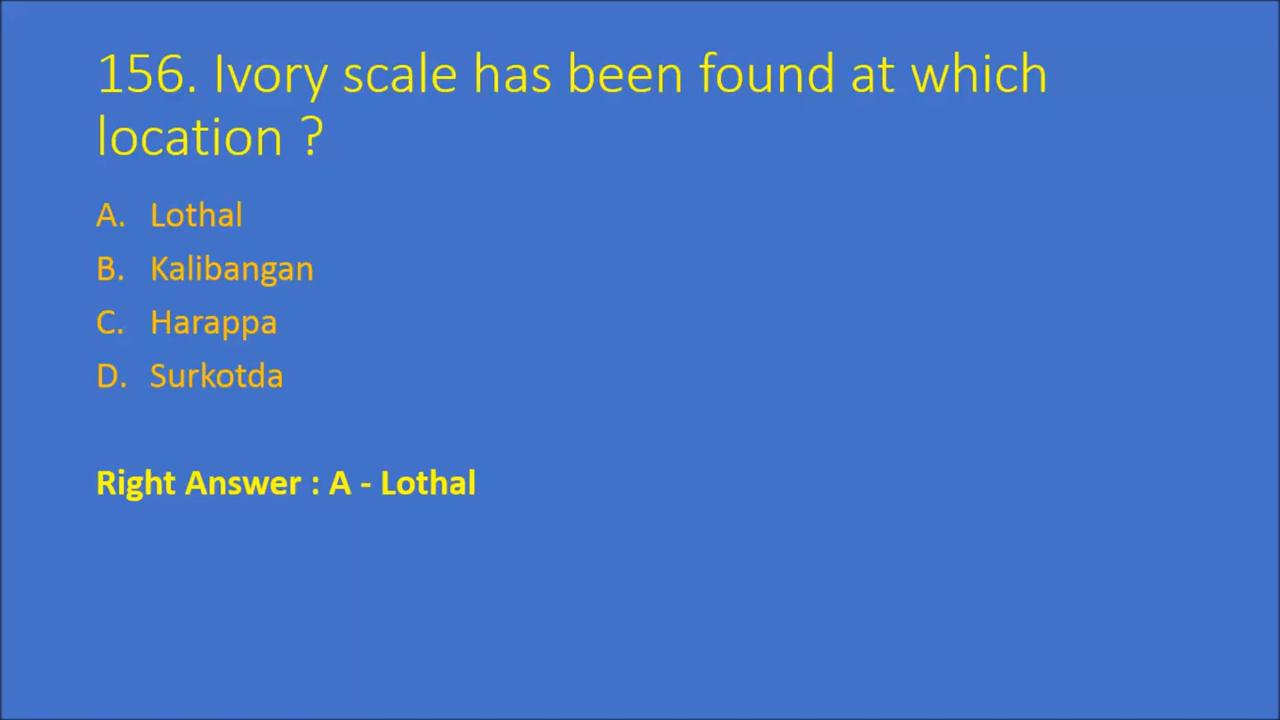 156. Ivory scale has been found at which
location ?
A. Lothal
B. Kalibangan
C. Harappa
D. Surkotda
Right Answer : A - Lothal